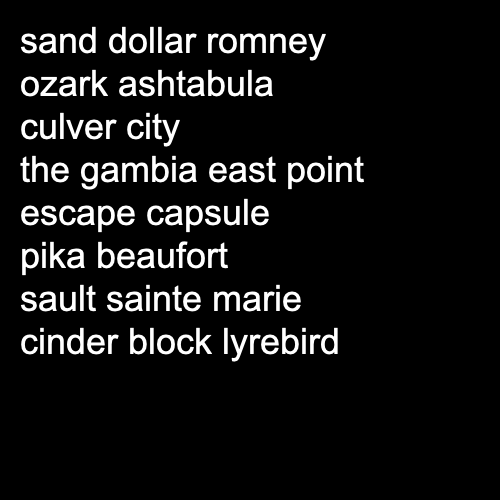 sand dollar romney
ozark ashtabula
culver city
the gambia east point
escape capsule
pika beaufort
sault sainte marie
cinder block lyrebird